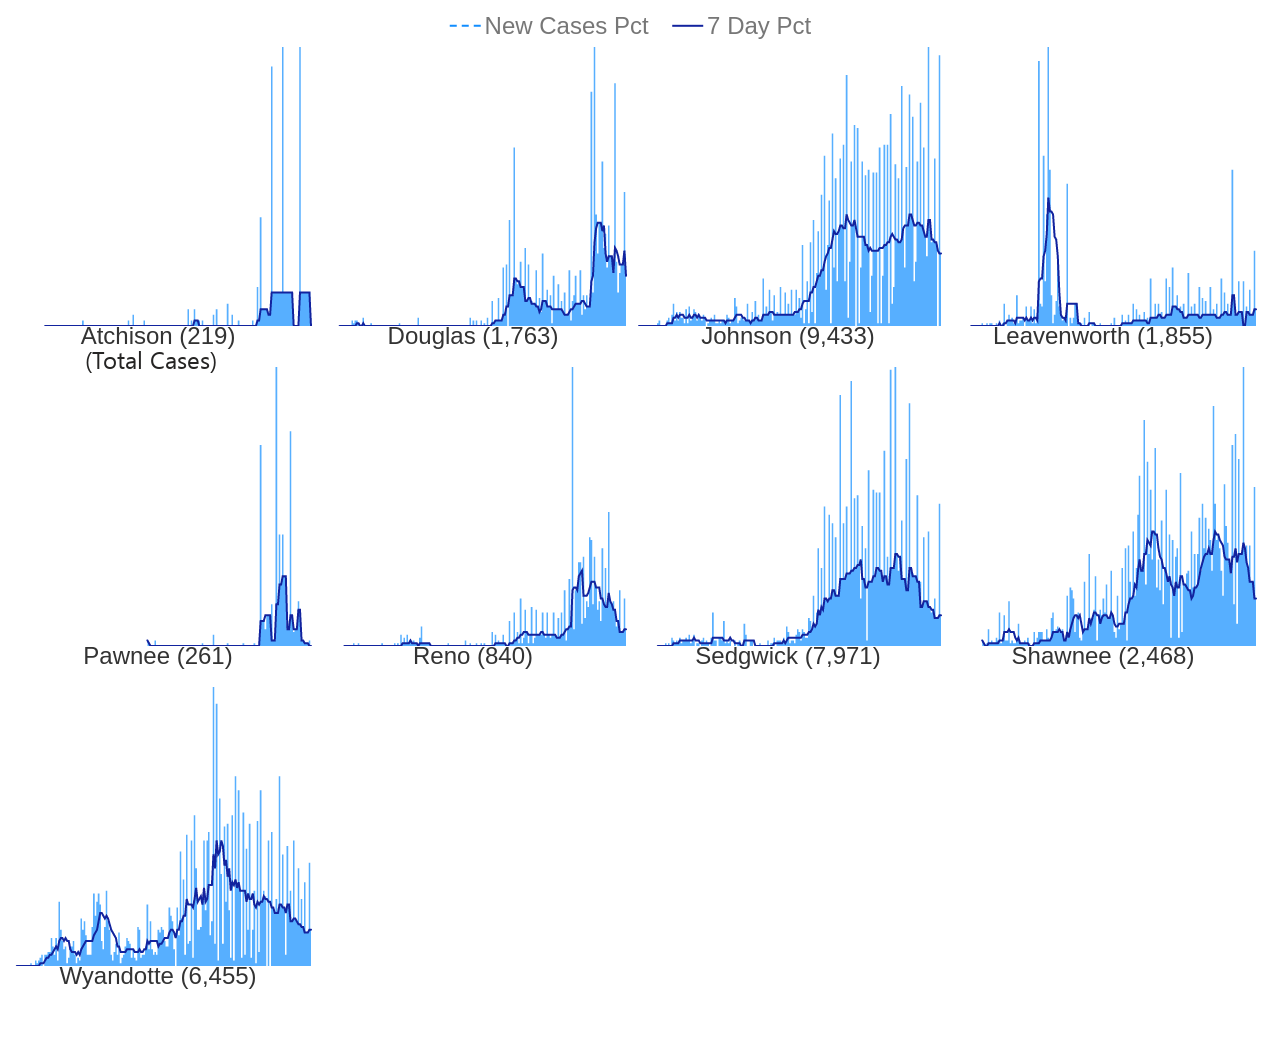 New Cases Pct 7 Day Pct
Atchison (219) Douglas (1,763) Johnson (9,433) Leavenworth (1,855)
(Total Cases)
Pawnee (261) Reno (840) Sedgwick (7,971) Shawnee (2,468)
Wyandotte (6,455)